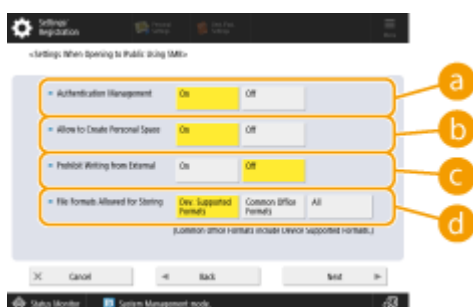 Settings/
Registration
Menu
<Settings When Opening to Public Using SMB>
Authentication Management On Off a
Allow to Create Personal Space On Off b
Prohibit Writing from External On Off c
File Formats Allowed for Storing Dev. Supported Formats Common Office Formats All d
(Common Office Formats include Device Supported Formats.)
Cancel Back Next
Status Monitor System Management mode.